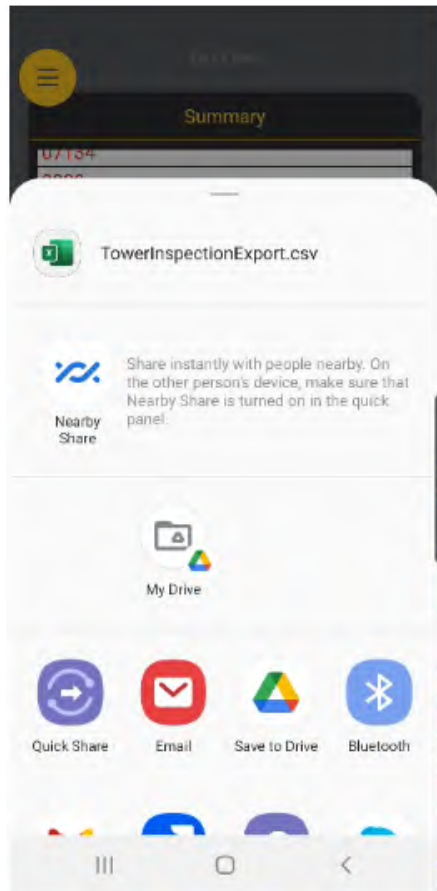 Summary
07134
TowerInspectionExport.csv
Share instantly with people nearby. On
the other person's device, make sure that
Nearby Share is turned on in the quick
panel.
Nearby
Share
My Drive
Quick Share
Email
Save to Drive
Bluetooth